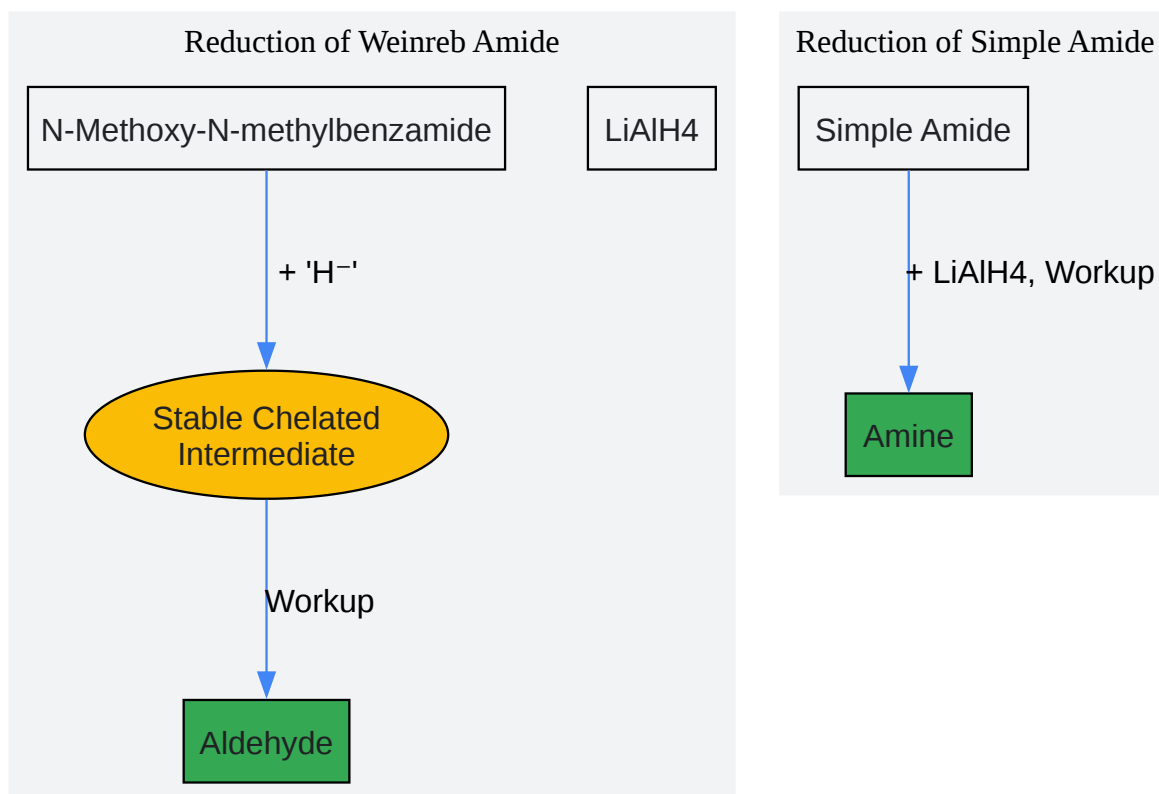 Reduction of Weinreb Amide
N-Methoxy-N-methylbenzamide
LiAlH4
+ 'H⁻'
Stable Chelated
Intermediate
Workup
Aldehyde
Reduction of Simple Amide
Simple Amide
+ LiAlH4, Workup
Amine